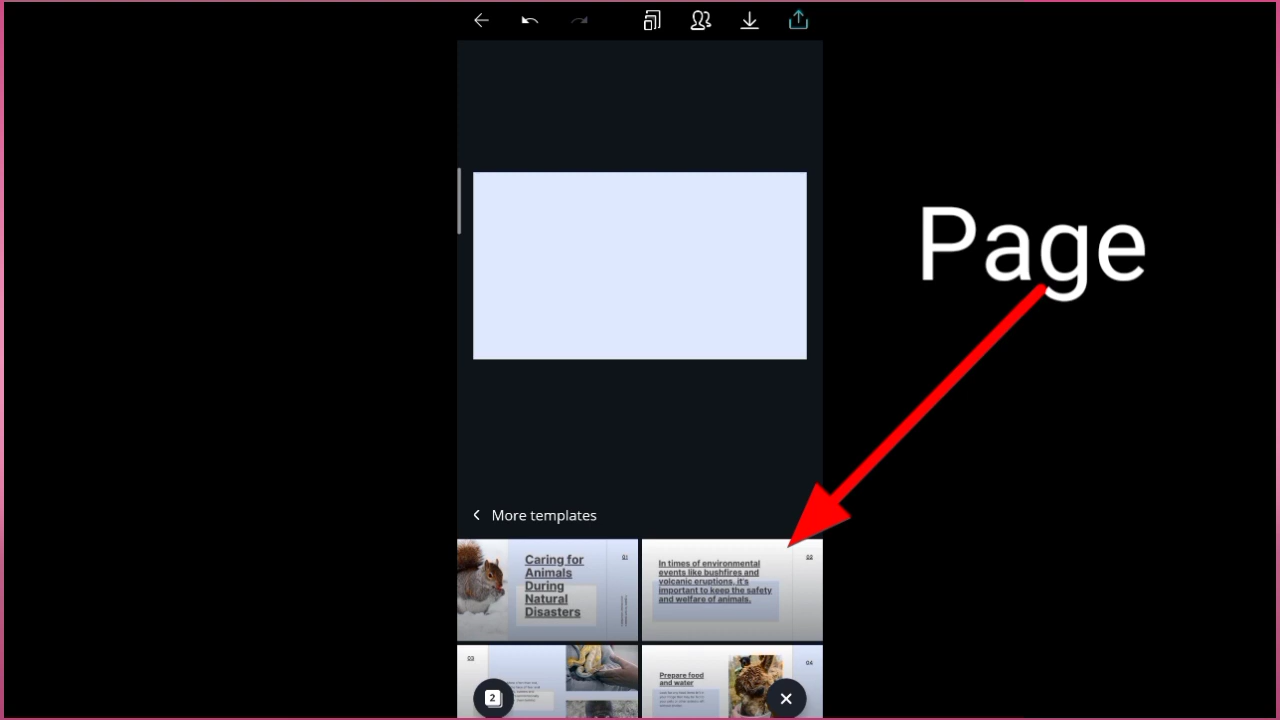 Page
More templates
Caring for
Animals
During
Natural
Disasters
01
In times of environmental
events like bushfires and
volcanic eruptions, it's
important to keep the safety
and welfare of animals.
02
03
2
Prepare food
and water
04